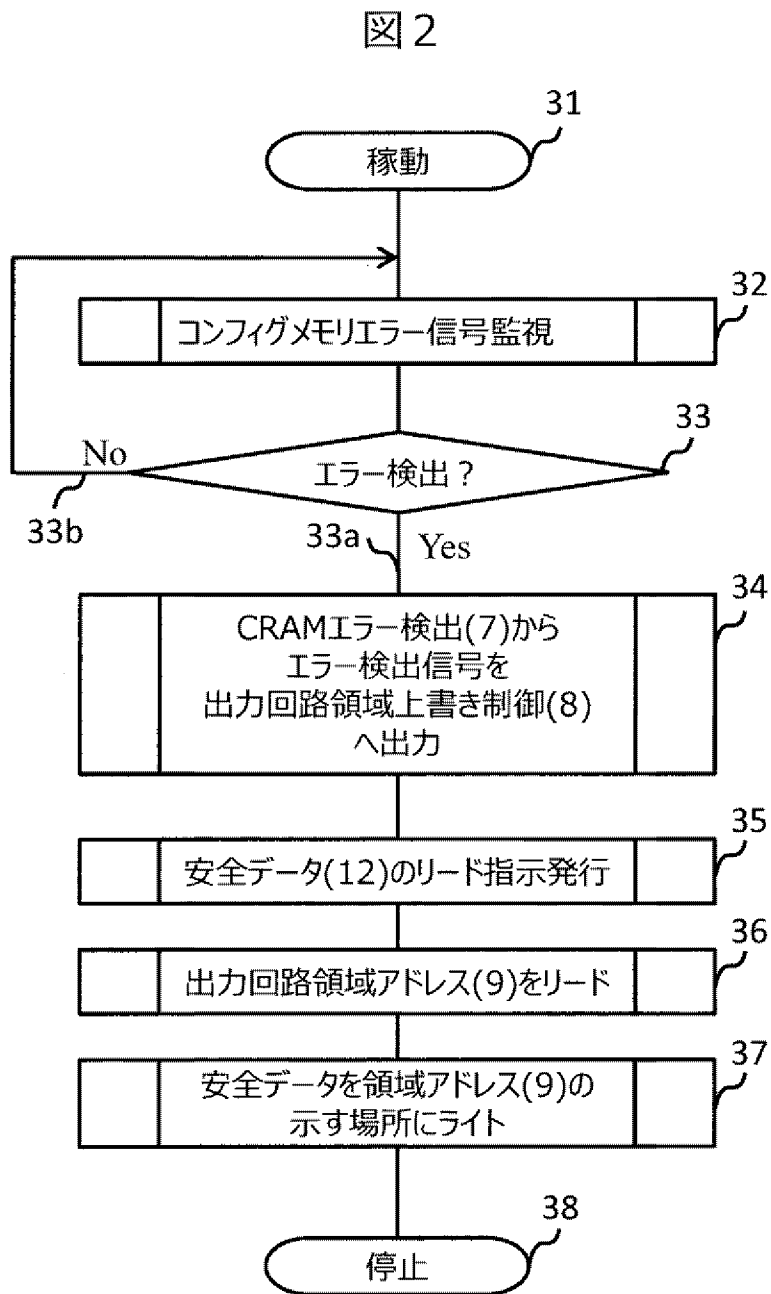 図2
31
稼動
32
コンフィグメモリエラー信号監視
33
エラー検出？
No
33b
33a
Yes
34
CRAMエラー検出(7)から
エラー検出信号を
出力回路領域上書き制御(8)
へ出力
35
安全データ(12)のリード指示発行
36
出力回路領域アドレス(9)をリード
37
安全データを領域アドレス(9)の
示す場所にライト
38
停止